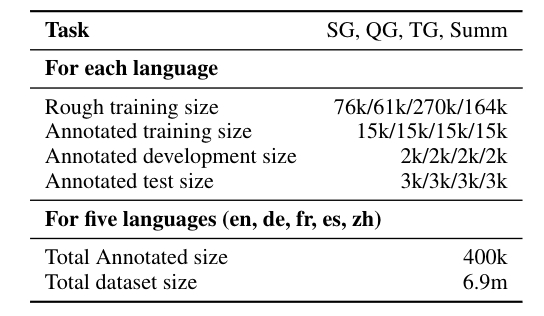 Task SG, QG, TG, Summ
For each language
Rough training size 76k/61k/270k/164k
Annotated training size 15k/15k/15k/15k
Annotated development size 2k/2k/2k/2k
Annotated test size 3k/3k/3k/3k
For five languages (en, de, fr, es, zh)
Total Annotated size 400k
Total dataset size 6.9m